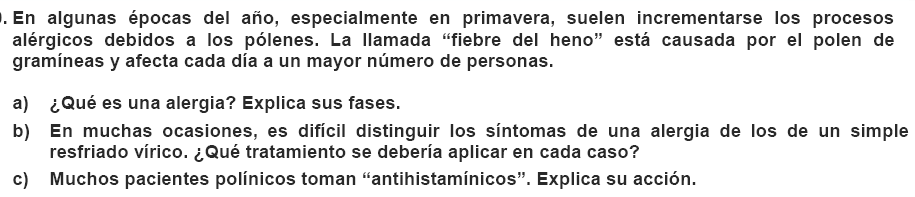 . En algunas épocas del año, especialmente en primavera, suelen incrementarse los procesos
alérgicos debidos a los pólenes. La llamada “fiebre del heno” está causada por el polen de
gramíneas y afecta cada día a un mayor número de personas.
a) ¿Qué es una alergia? Explica sus fases.
b) En muchas ocasiones, es difícil distinguir los síntomas de una alergia de los de un simple
resfriado vírico. ¿Qué tratamiento se debería aplicar en cada caso?
c) Muchos pacientes polínicos toman “antihistamínicos”. Explica su acción.